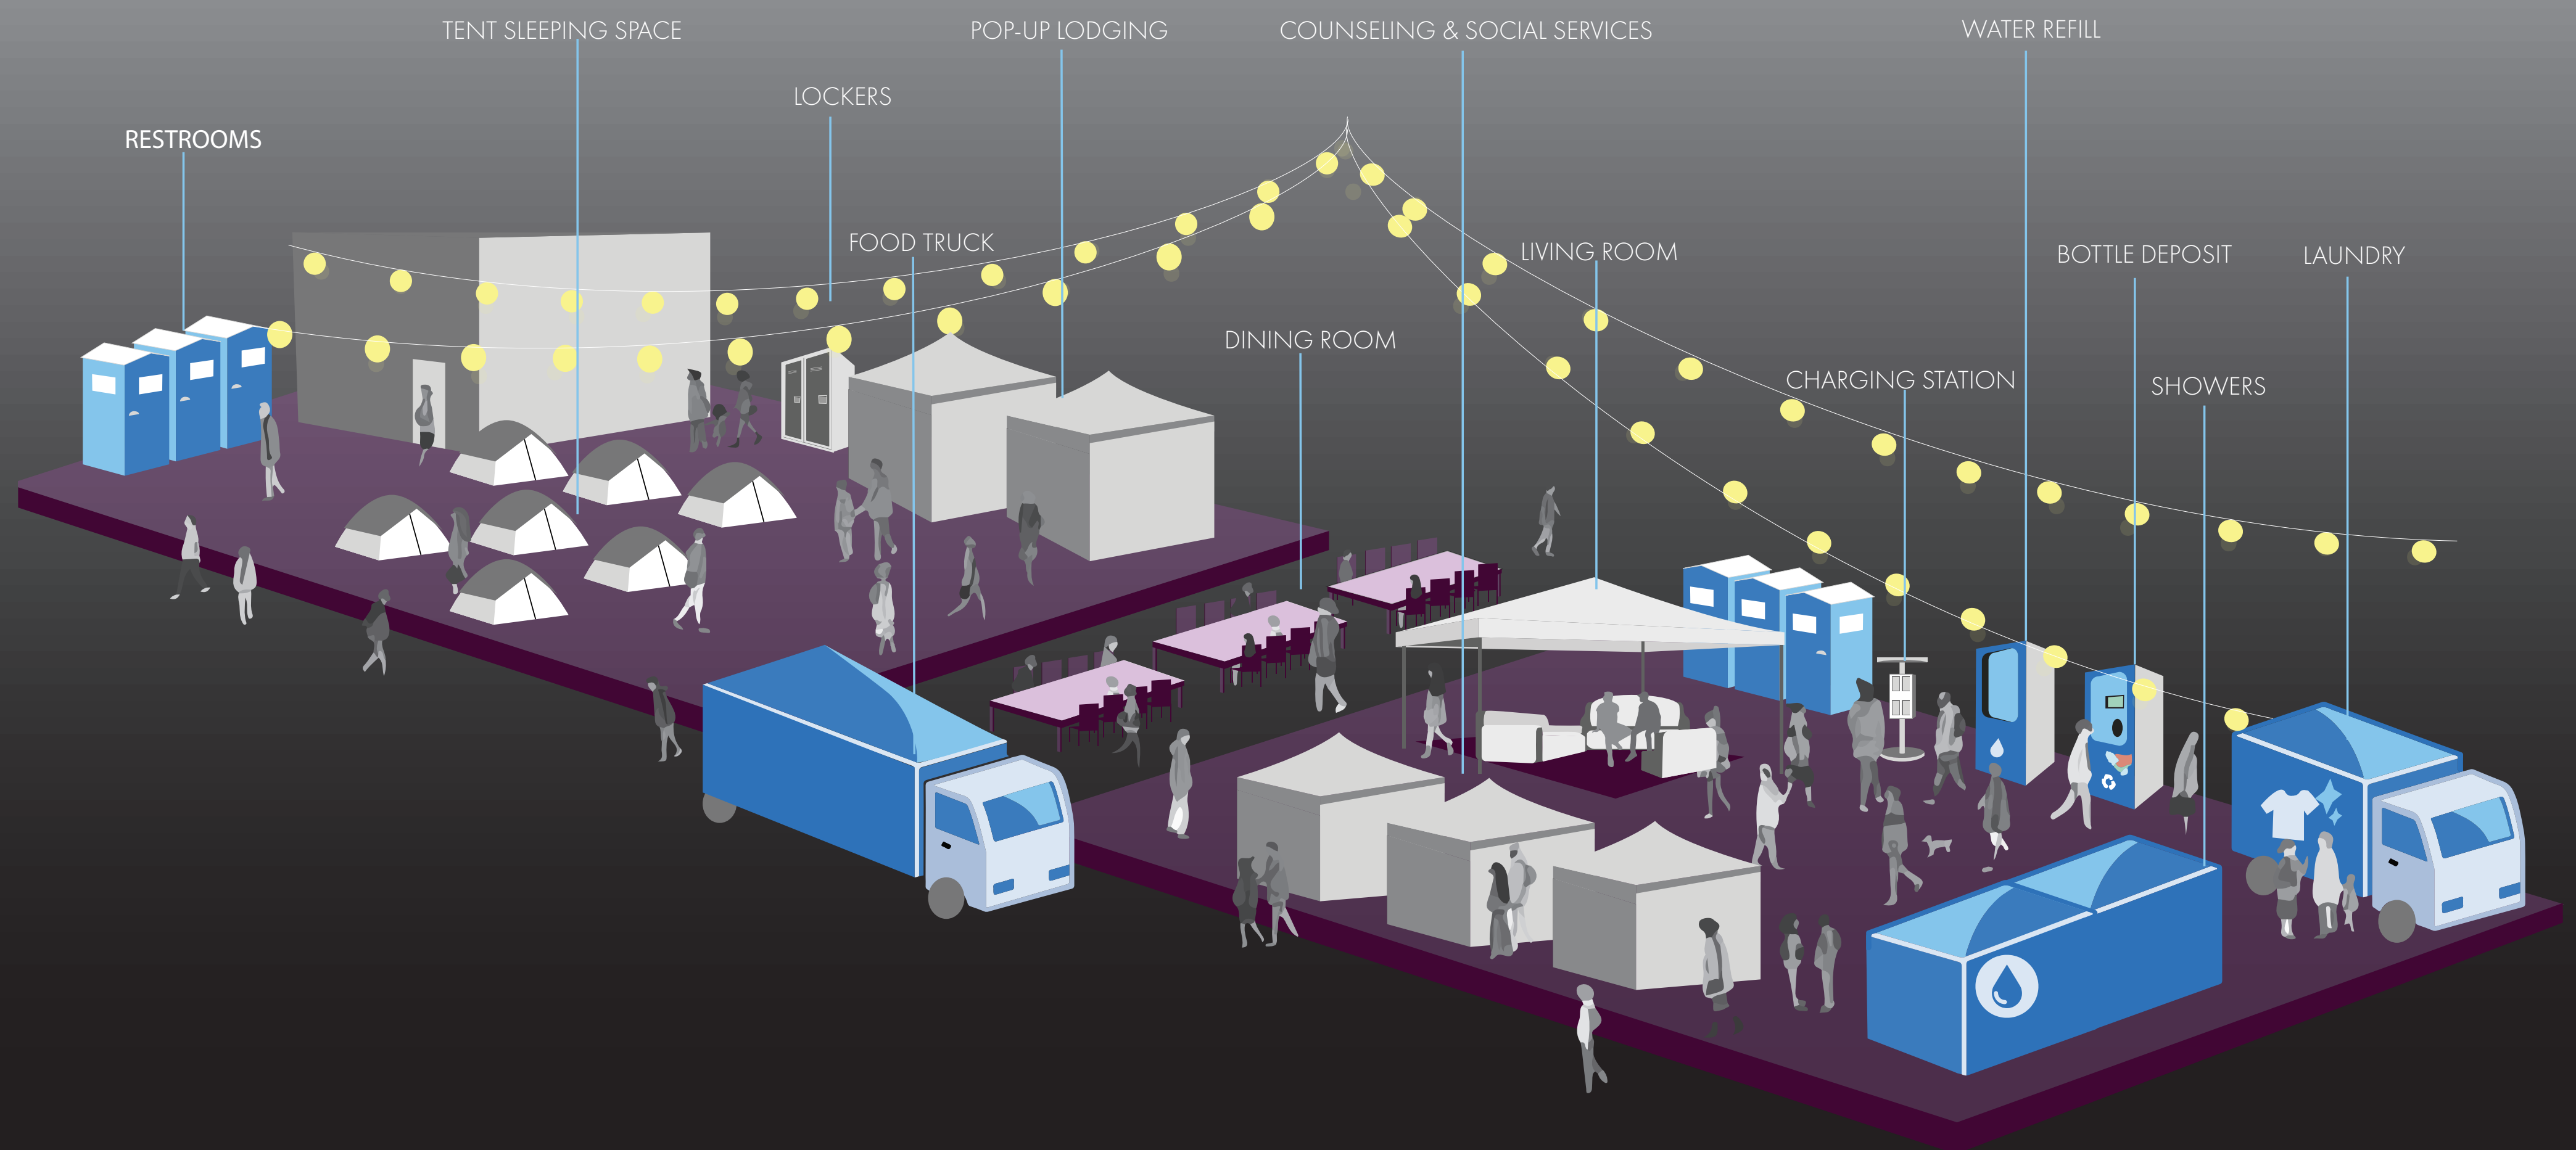 TENT SLEEPING SPACE
POP-UP LODGING
COUNSELING & SOCIAL SERVICES
WATER REFILL
LOCKERS
RESTROOMS
FOOD TRUCK
LIVING ROOM
BOTTLE DEPOSIT
LAUNDRY
DINING ROOM
CHARGING STATION
SHOWERS